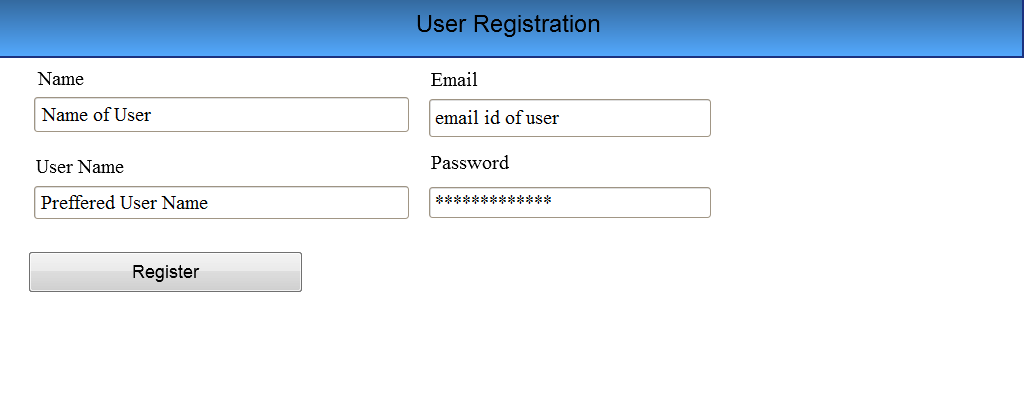 User Registration
Name
Email
Name of User
email id of user
User Name
Password
Preffered User Name
*************
Register